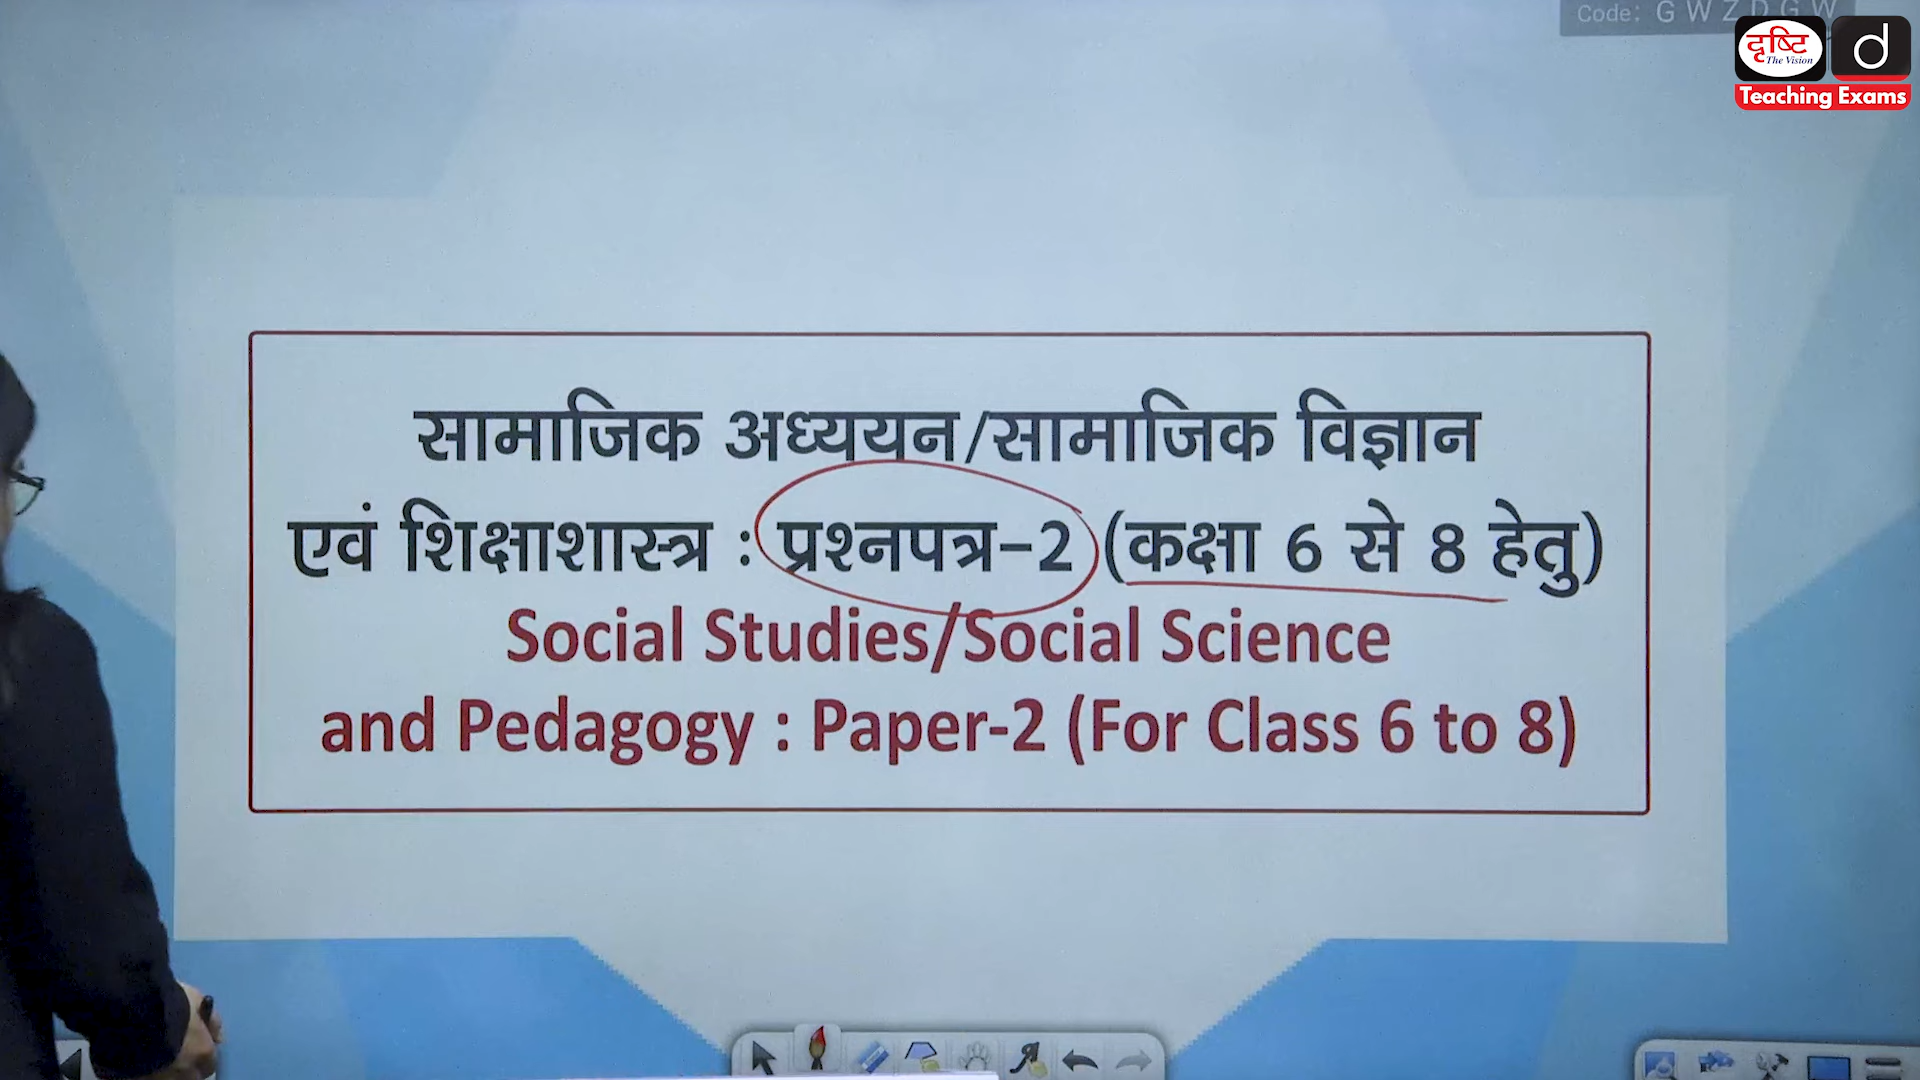 Code: G W Z D G W
दृष्टि
The Vision
d
Teaching Exams
सामाजिक अध्ययन/सामाजिक विज्ञान
एवं शिक्षाशास्त्र : प्रश्नपत्र–2 (कक्षा 6 से 8 हेतु)
Social Studies/Social Science
and Pedagogy : Paper-2 (For Class 6 to 8)